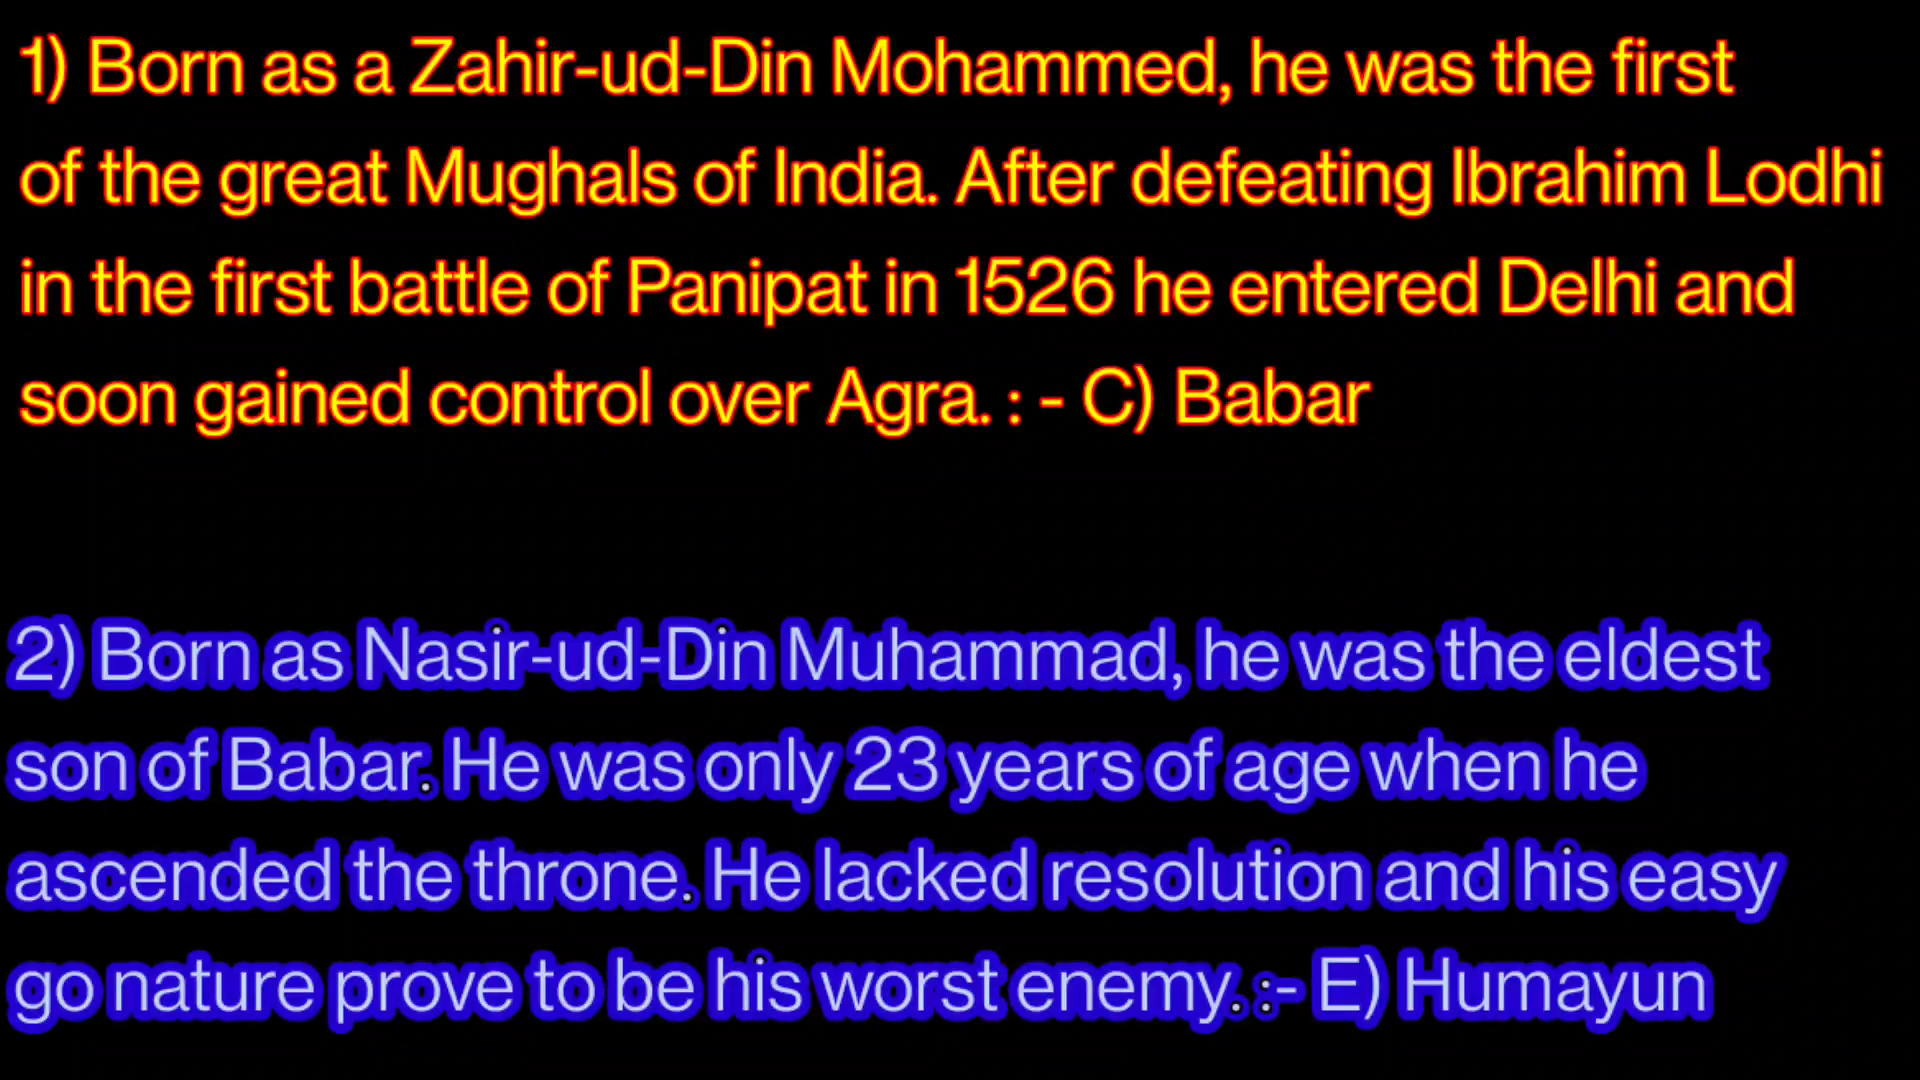 1) Born as a Zahir-ud-Din Mohammed, he was the first
of the great Mughals of India. After defeating Ibrahim Lodhi
in the first battle of Panipat in 1526 he entered Delhi and
soon gained control over Agra. : - C) Babar
2) Born as Nasir-ud-Din Muhammad, he was the eldest
son of Babar. He was only 23 years of age when he
ascended the throne. He lacked resolution and his easy
go nature prove to be his worst enemy. :- E) Humayun